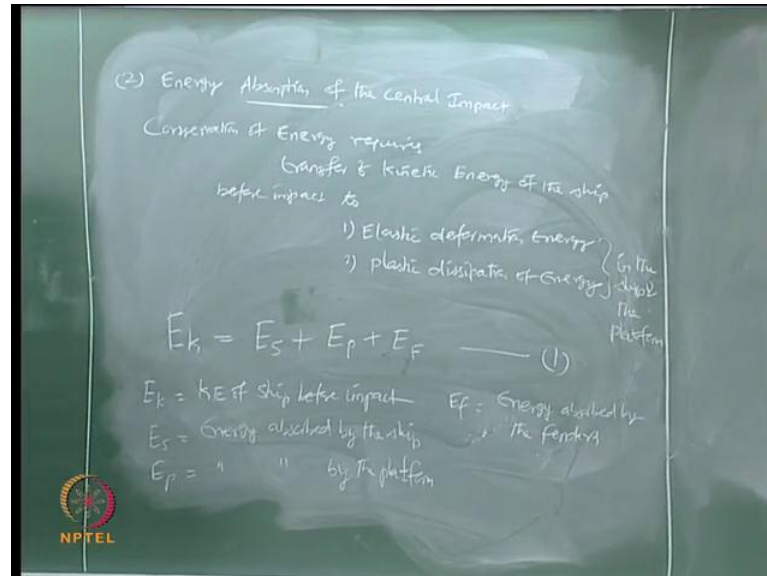 (2) Energy Absorption of the Central Impact
Conservation of Energy requires
transfer of kinetic Energy of the ship
before impact to
1) Elastic deformation Energy
2) plastic dissipation of Energy
in the
ship &
the
platform
Ek = Es + Ep + EF —— (1)
Ek = KE of ship before impact
Es = Energy absorbed by the ship
Ep = " " by the platform
Ef = Energy absorbed by
the fenders
NPTEL